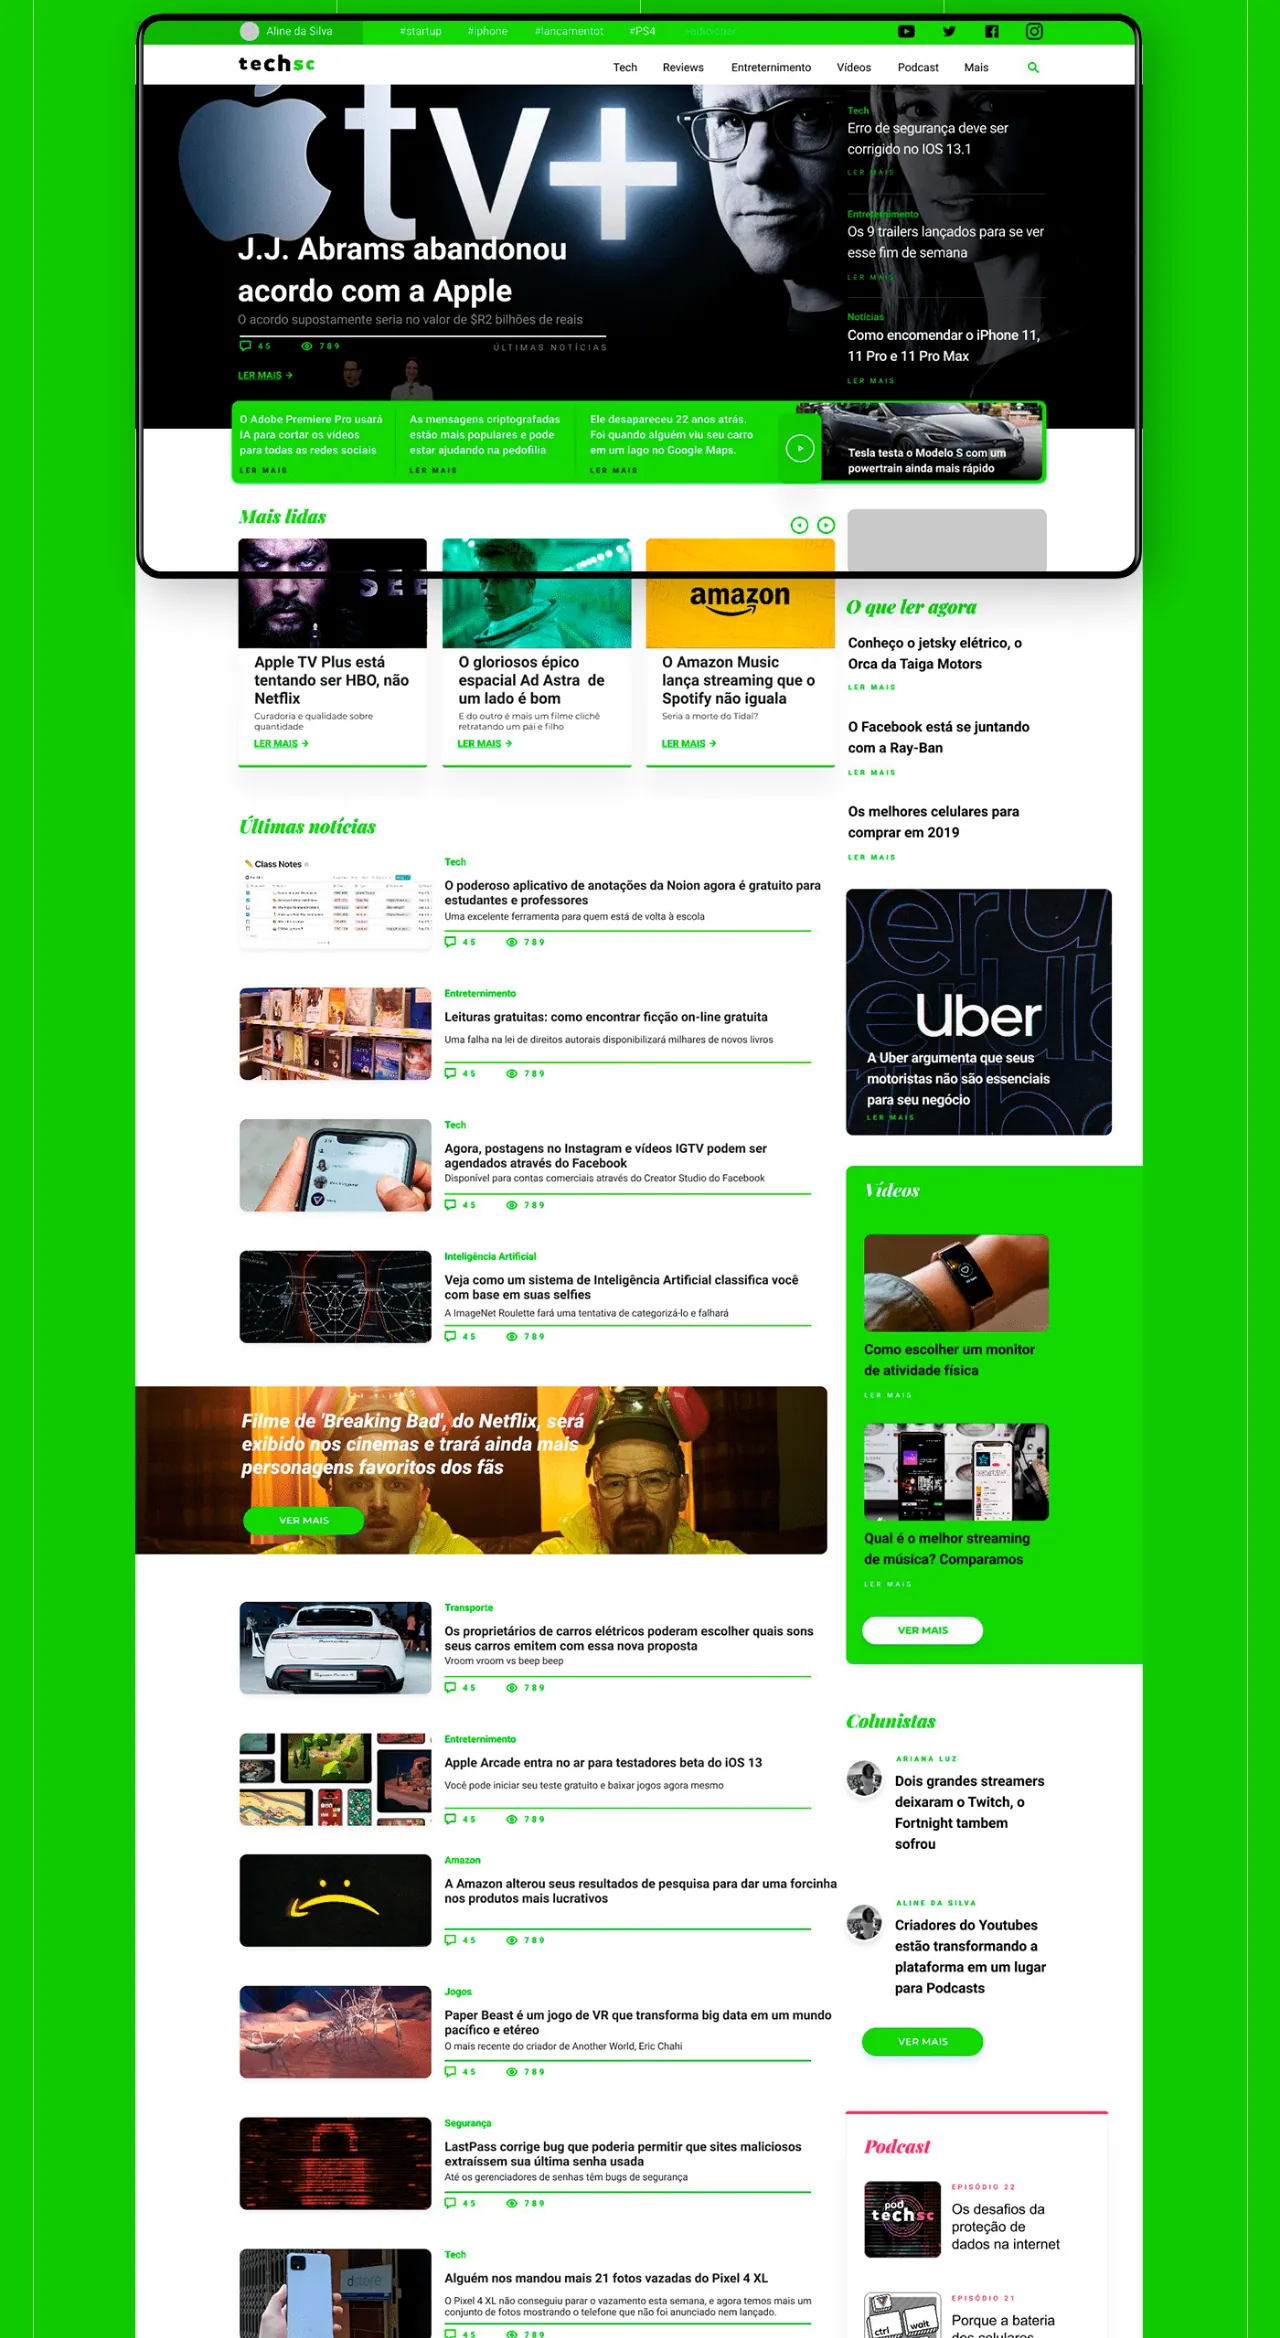 Aline da Silva
#startup
#iphone
#lancamentot
#PS4
+adicionar
techsc
Tech
Reviews
Entreternimento
Vídeos
Podcast
Mais
tv+
J.J. Abrams abandonou
acordo com a Apple
O acordo supostamente seria no valor de $R2 bilhões de reais
45
789
ÚLTIMAS NOTÍCIAS
LER MAIS
Tech
Erro de segurança deve ser
corrigido no IOS 13.1
LER MAIS
Entreternimento
Os 9 trailers lançados para se ver
esse fim de semana
LER MAIS
Notícias
Como encomendar o iPhone 11,
11 Pro e 11 Pro Max
LER MAIS
O Adobe Premiere Pro usará
IA para cortar os vídeos
para todas as redes sociais
LER MAIS
As mensagens criptografadas
estão mais populares e pode
estar ajudando na pedofilia
LER MAIS
Ele desapareceu 22 anos atrás.
Foi quando alguém viu seu carro
em um lago no Google Maps.
LER MAIS
Tesla testa o Modelo S com um
powertrain ainda mais rápido
Mais lidas
SEE
Apple TV Plus está
tentando ser HBO, não
Netflix
Curadoria e qualidade sobre
quantidade
LER MAIS
O gloriosos épico
espacial Ad Astra de
um lado é bom
E do outro é mais um filme clichê
retratando um pái e filho
LER MAIS
amazon
O Amazon Music
lança streaming que o
Spotify não iguala
Seria a morte do Tidal?
LER MAIS
O que ler agora
Conheço o jetsky elétrico, o
Orca da Taiga Motors
LER MAIS
O Facebook está se juntando
com a Ray-Ban
LER MAIS
Os melhores celulares para
comprar em 2019
LER MAIS
Uber
A Uber argumenta que seus
motoristas não são essenciais
para seu negócio
LER MAIS
Últimas notícias
Class Notes
Tech
O poderoso aplicativo de anotações da Noion agora é gratuito para
estudantes e professores
Uma excelente ferramenta para quem está de volta à escola
45
789
Entreternimento
Leituras gratuitas: como encontrar ficção on-line gratuita
Uma falha na lei de direitos autorais disponibilizará milhares de novos livros
45
789
Tech
Agora, postagens no Instagram e vídeos IGTV podem ser
agendados através do Facebook
Disponível para contas comerciais através do Creator Studio do Facebook
45
789
Inteligência Artificial
Veja como um sistema de Inteligência Artificial classifica você
com base em suas selfies
A ImageNet Roulette fará uma tentativa de categorizá-lo e falhará
45
789
Filme de 'Breaking Bad', do Netflix, será
exibido nos cinemas e trará ainda mais
personagens favoritos dos fãs
VER MAIS
Vídeos
Como escolher um monitor
de atividade física
LER MAIS
Qual é o melhor streaming
de música? Comparamos
LER MAIS
VER MAIS
Transporte
Os proprietários de carros elétricos poderam escolher quais sons
seus carros emitem com essa nova proposta
Vroom vroom vs beep beep
45
789
Entreternimento
Apple Arcade entra no ar para testadores beta do iOS 13
Você pode iniciar seu teste gratuito e baixar jogos agora mesmo
45
789
Amazon
A Amazon alterou seus resultados de pesquisa para dar uma forcinha
nos produtos mais lucrativos
45
789
Jogos
Paper Beast é um jogo de VR que transforma big data em um mundo
pacífico e etéreo
O mais recente do criador de Another World, Eric Chahi
45
789
Segurança
LastPass corrige bug que poderia permitir que sites maliciosos
extraíssem sua última senha usada
Até os gerenciadores de senhas têm bugs de segurança
45
789
dstore
Tech
Alguém nos mandou mais 21 fotos vazadas do Pixel 4 XL
O Pixel 4 XL não conseguiu parar o vazamento esta semana, e agora temos mais um
conjunto de fotos mostrando o telefone que não foi anunciado nem lançado.
45
789
Colunistas
ARIANA LUZ
Dois grandes streamers
deixaram o Twitch, o
Fortnight tambem
sofrou
ALINE DA SILVA
Criadores do Youtubes
estão transformando a
plataforma em um lugar
para Podcasts
VER MAIS
Podcast
pod
techsc
EPISÓDIO 22
Os desafios da
proteção de
dados na internet
ctrl
wait
EPISÓDIO 21
Porque a bateria
dos celulares